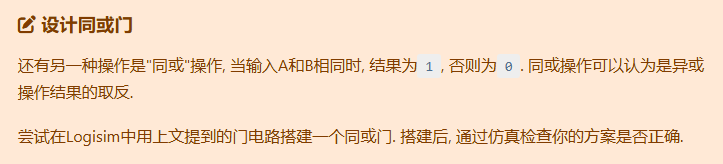 设计同或门
还有另一种操作是"同或"操作, 当输入A和B相同时, 结果为 1 , 否则为 0 . 同或操作可以认为是异或
操作结果的取反.
尝试在Logisim中用上文提到的门电路搭建一个同或门. 搭建后, 通过仿真检查你的方案是否正确.